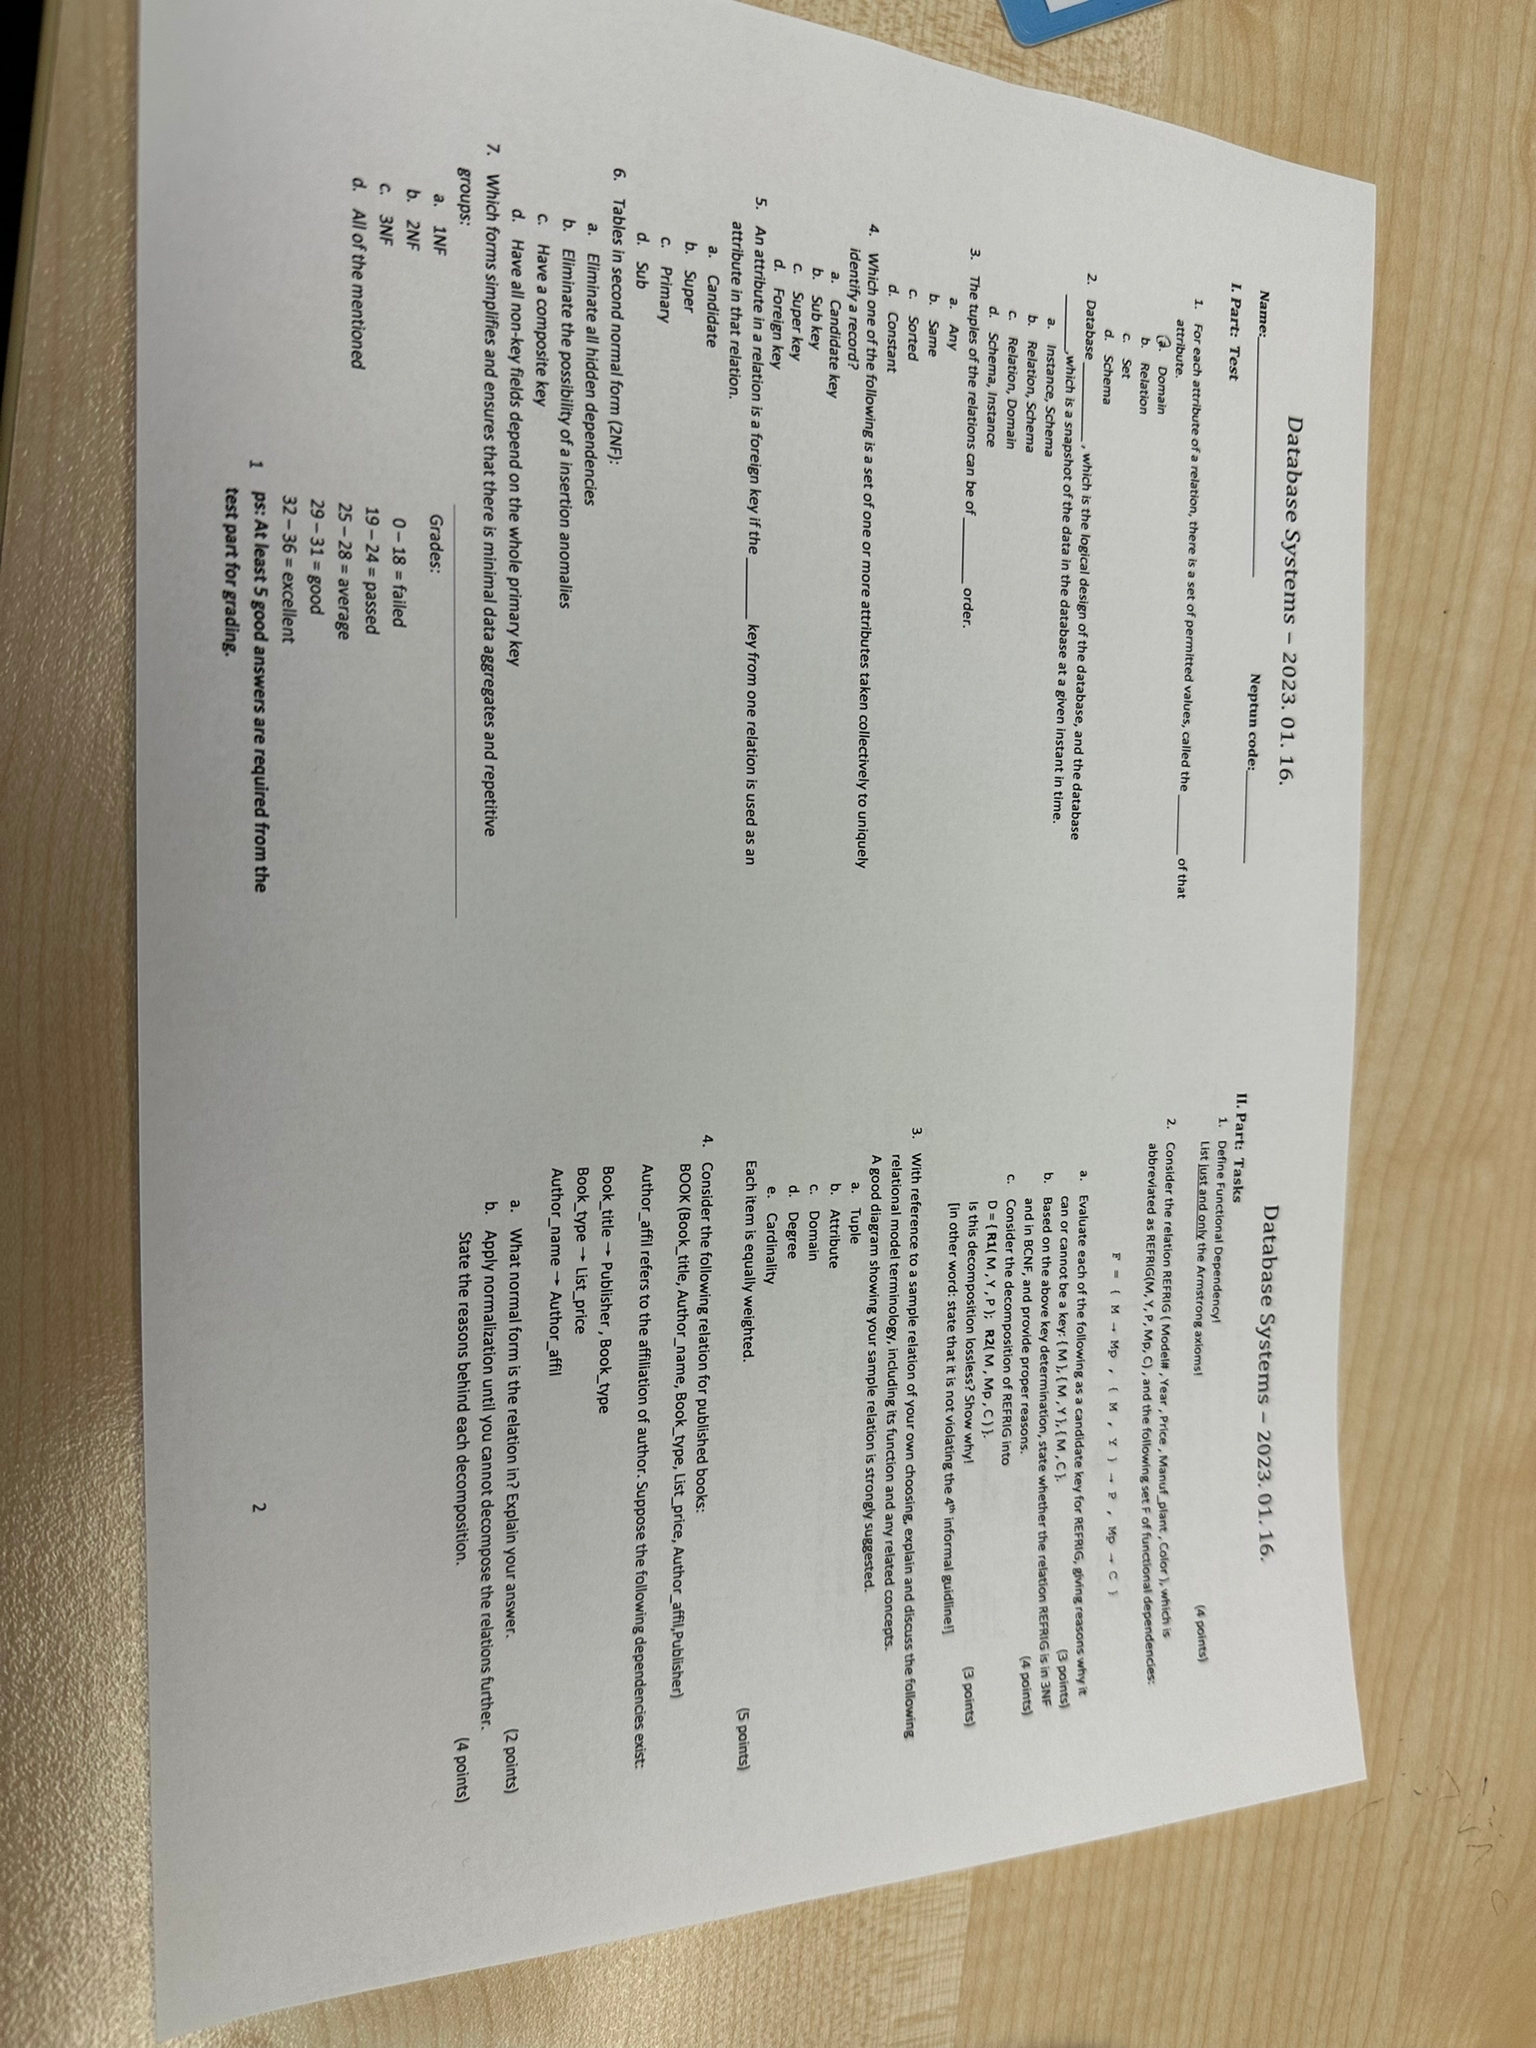 Database Systems – 2023. 01. 16.
Name:____________________ Neptun code:__________
I. Part: Test
1. For each attribute of a relation, there is a set of permitted values, called the ________ of that
attribute.
a. Domain
b. Relation
c. Set
d. Schema
2. Database__________ , which is the logical design of the database, and the database
_______,which is a snapshot of the data in the database at a given instant in time.
a. Instance, Schema
b. Relation, Schema
c. Relation, Domain
d. Schema, Instance
3. The tuples of the relations can be of ________ order.
a. Any
b. Same
c. Sorted
d. Constant
4. Which one of the following is a set of one or more attributes taken collectively to uniquely
identify a record?
a. Candidate key
b. Sub key
c. Super key
d. Foreign key
5. An attribute in a relation is a foreign key if the _______ key from one relation is used as an
attribute in that relation.
a. Candidate
b. Super
c. Primary
d. Sub
6. Tables in second normal form (2NF):
a. Eliminate all hidden dependencies
b. Eliminate the possibility of a insertion anomalies
c. Have a composite key
d. Have all non-key fields depend on the whole primary key
7. Which forms simplifies and ensures that there is minimal data aggregates and repetitive
groups:
a. 1NF
b. 2NF
c. 3NF
d. All of the mentioned
Grades:
0 – 18 = failed
19 – 24 = passed
25 – 28 = average
29 – 31 = good
32 – 36 = excellent
1 ps: At least 5 good answers are required from the
test part for grading.
Database Systems – 2023. 01. 16.
II. Part: Tasks
1. Define Functional Dependency!
List just and only the Armstrong axioms! (4 points)
2. Consider the relation REFRIG ( Model# , Year , Price , Manuf_plant , Color ), which is
abbreviated as REFRIG(M, Y, P, Mp, C) , and the following set F of functional dependencies:
F = { M → Mp , { M , Y } → P , Mp → C }
a. Evaluate each of the following as a candidate key for REFRIG, giving reasons why it
can or cannot be a key: { M }, { M , Y }, { M , C }. (3 points)
b. Based on the above key determination, state whether the relation REFRIG is in 3NF
and in BCNF, and provide proper reasons. (4 points)
c. Consider the decomposition of REFRIG into
D = { R1( M , Y , P ); R2( M , Mp , C ) }.
Is this decomposition lossless? Show why! (3 points)
[in other word: state that it is not violating the 4th informal guidline!]
3. With reference to a sample relation of your own choosing, explain and discuss the following
relational model terminology, including its function and any related concepts.
A good diagram showing your sample relation is strongly suggested.
a. Tuple
b. Attribute
c. Domain
d. Degree
e. Cardinality
Each item is equally weighted. (5 points)
4. Consider the following relation for published books:
BOOK (Book_title, Author_name, Book_type, List_price, Author_affil,Publisher)
Author_affil refers to the affiliation of author. Suppose the following dependencies exist:
Book_title → Publisher , Book_type
Book_type → List_price
Author_name → Author_affil
a. What normal form is the relation in? Explain your answer. (2 points)
b. Apply normalization until you cannot decompose the relations further.
State the reasons behind each decomposition. (4 points)
2